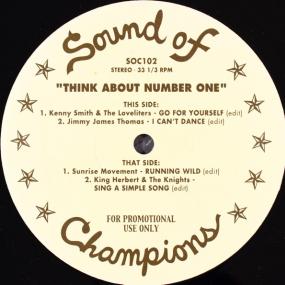 Sound of
SOC102
STEREO · 33 1/3 RPM
"THINK ABOUT NUMBER ONE"
THIS SIDE:
1. Kenny Smith & The Loveliters - GO FOR YOURSELF (edit)
2. Jimmy James Thomas - I CAN'T DANCE (edit)
THAT SIDE:
1. Sunrise Movement - RUNNING WILD (edit)
2. King Herbert & The Knights -
SING A SIMPLE SONG (edit)
FOR PROMOTIONAL
USE ONLY
Champions